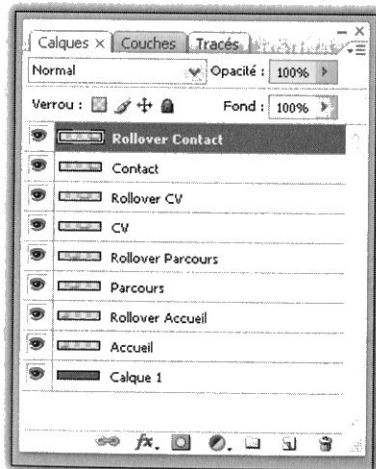 Calques Couches Tracés
Normal Opacité : 100%
Verrou : Fond : 100%
Rollover Contact
Contact
Rollover CV
CV
Rollover Parcours
Parcours
Rollover Accueil
Accueil
Calque 1
fx.